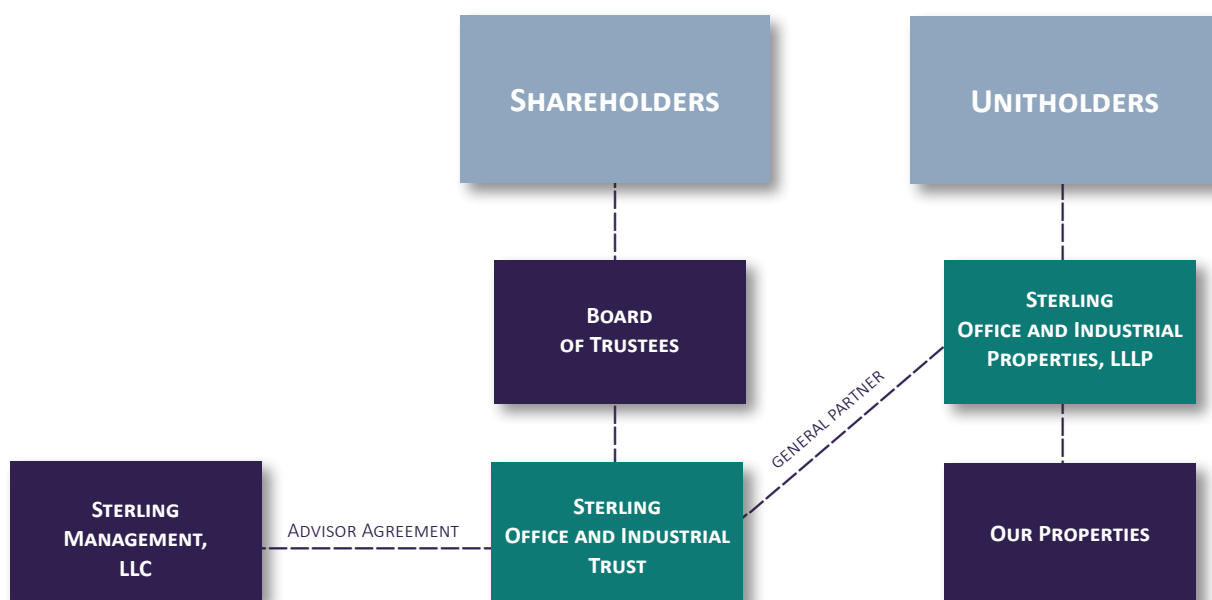 Shareholders
Unitholders
Board
of Trustees
Sterling
Office and Industrial
Properties, LLLP
GENERAL PARTNER
Sterling
Management,
LLC
Advisor Agreement
Sterling
Office and Industrial
Trust
Our Properties